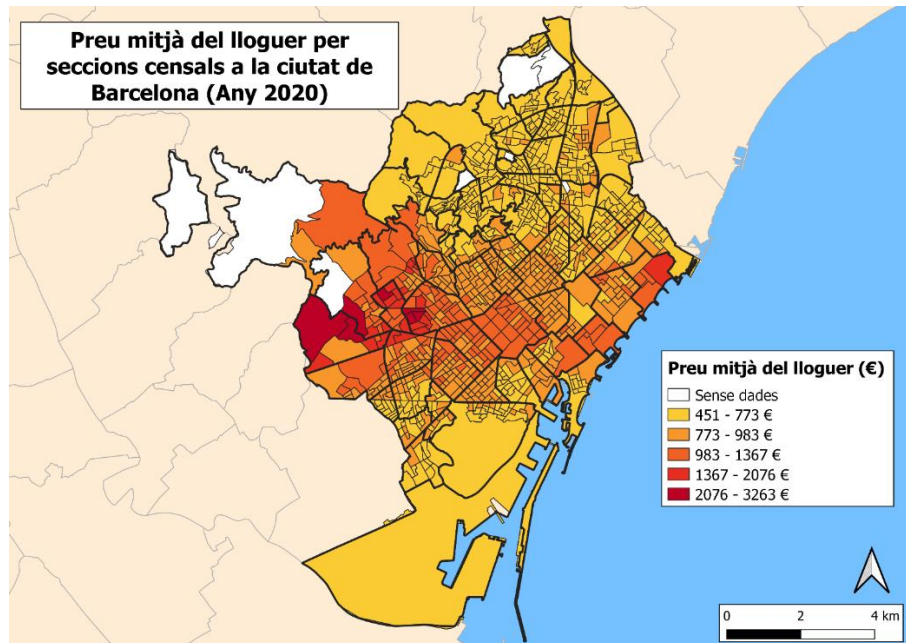 Preu mitjà del lloguer per
seccions censals a la ciutat de
Barcelona (Any 2020)
Preu mitjà del lloguer (€)
Sense dades
451 - 773 €
773 - 983 €
983 - 1367 €
1367 - 2076 €
2076 - 3263 €
0 2 4 km